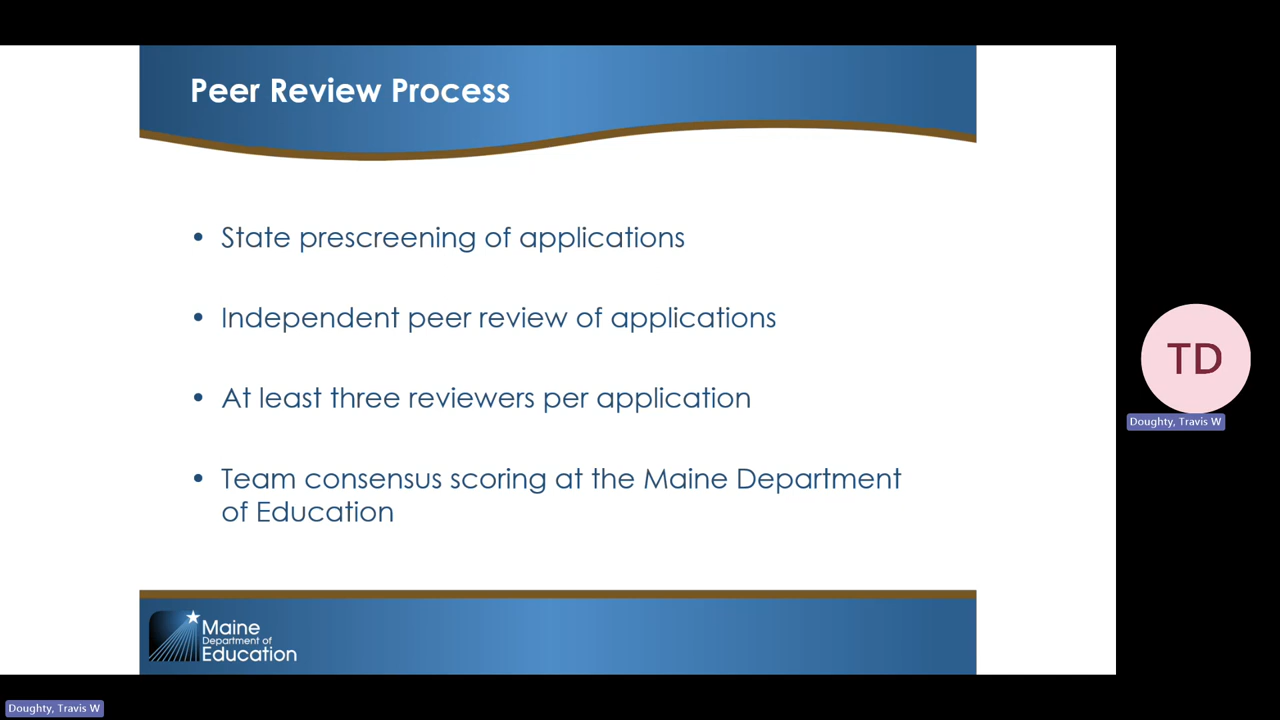 Peer Review Process
• State prescreening of applications
• Independent peer review of applications
• At least three reviewers per application
• Team consensus scoring at the Maine Department
of Education
TD
Doughty, Travis W
Maine
Department of
Education
Doughty, Travis W